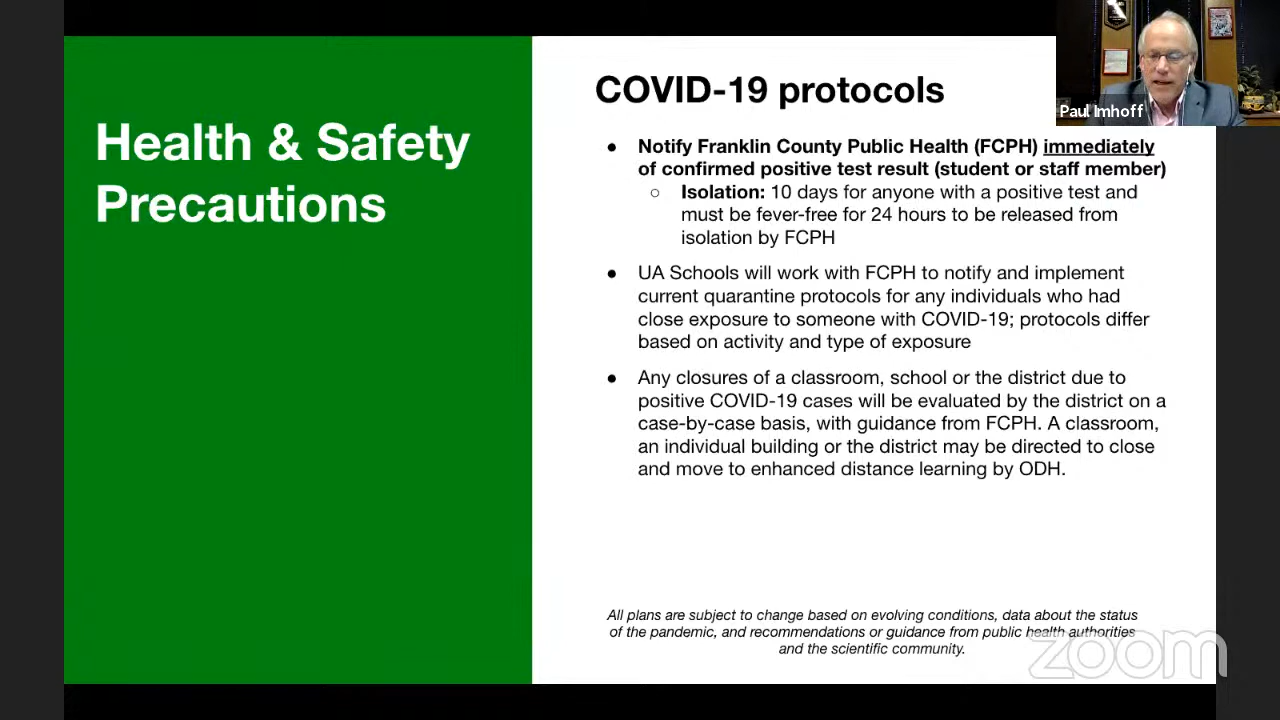 Health & Safety
Precautions
COVID-19 protocols
Paul Imhoff
● Notify Franklin County Public Health (FCPH) immediately
of confirmed positive test result (student or staff member)
○ Isolation: 10 days for anyone with a positive test and
must be fever-free for 24 hours to be released from
isolation by FCPH
● UA Schools will work with FCPH to notify and implement
current quarantine protocols for any individuals who had
close exposure to someone with COVID-19; protocols differ
based on activity and type of exposure
● Any closures of a classroom, school or the district due to
positive COVID-19 cases will be evaluated by the district on a
case-by-case basis, with guidance from FCPH. A classroom,
an individual building or the district may be directed to close
and move to enhanced distance learning by ODH.
All plans are subject to change based on evolving conditions, data about the status
of the pandemic, and recommendations or guidance from public health authorities
and the scientific community.
zoom